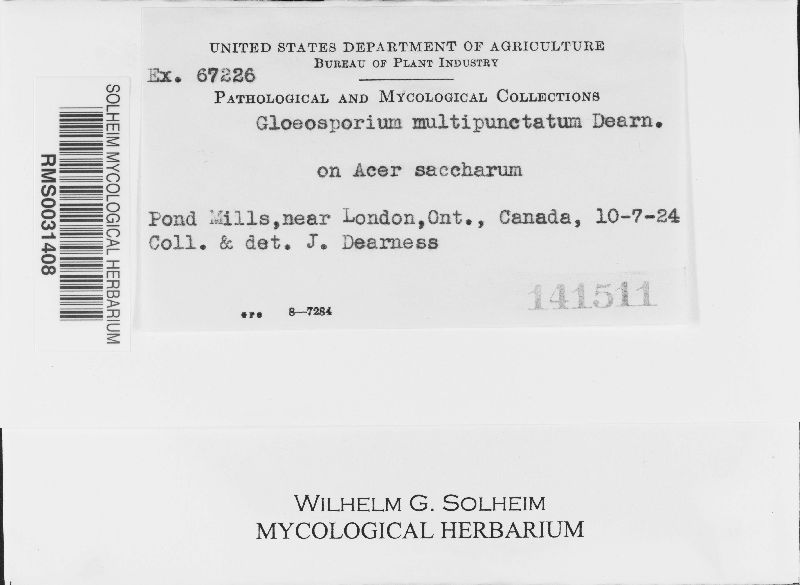 UNITED STATES DEPARTMENT OF AGRICULTURE
BUREAU OF PLANT INDUSTRY
Ex. 67226
PATHOLOGICAL AND MYCOLOGICAL COLLECTIONS
Gloeosporium multipunctatum Dearn.
on Acer saccharum
Pond Mills,near London,Ont., Canada, 10-7-24
Coll. & det. J. Dearness
GPO 8—7284
141511
SOLHEIM MYCOLOGICAL HERBARIUM
RMS0031408
WILHELM G. SOLHEIM
MYCOLOGICAL HERBARIUM